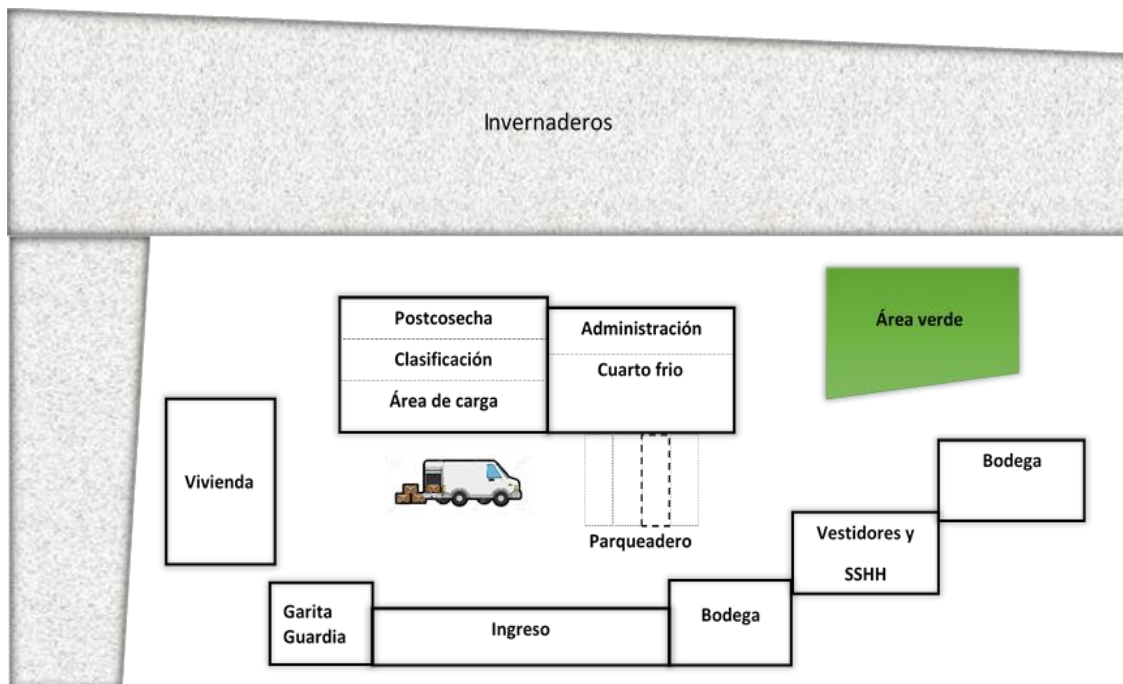 Invernaderos
Postcosecha
Clasificación
Área de carga
Administración
Cuarto frio
Área verde
Vivienda
Parqueadero
Bodega
Vestidores y
SSHH
Garita
Guardia
Ingreso
Bodega